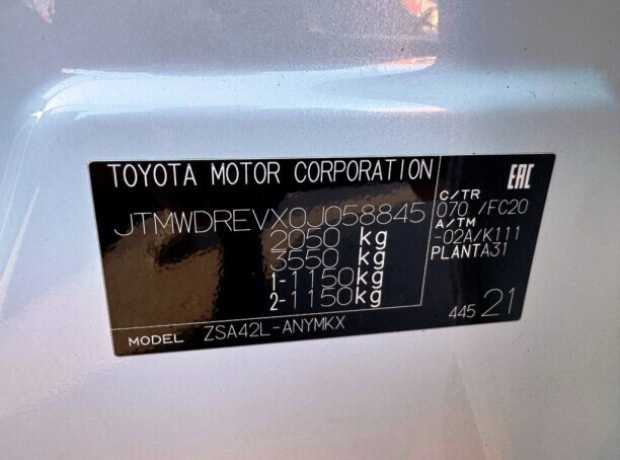 TOYOTA MOTOR CORPORATION
EAC
JTMWDREVX0J058845
2050 kg
3550 kg
1-1150kg
2-1150kg
C/TR
070 /FC20
A/TM
-02A/K111
PLANTA31
445 21
MODEL ZSA42L-ANYMKX